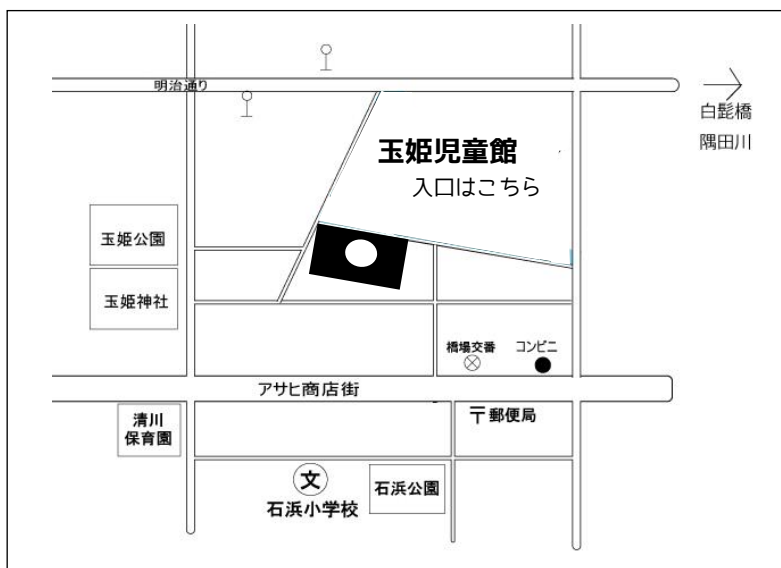 明治通り
白髭橋
隅田川
玉姫児童館
入口はこちら
玉姫公園
玉姫神社
橋場交番
コンビニ
アサヒ商店街
清川
保育園
〒郵便局
文
石浜小学校
石浜公園